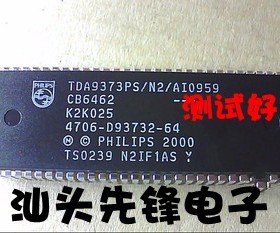 PHILIPS
TDA9373PS/N2/AI0959
CB6462
测试好
K2K025
4706-D93732-64
Ⓜ © PHILIPS 2000
TS0239 N2IF1AS Y
汕头先锋电子